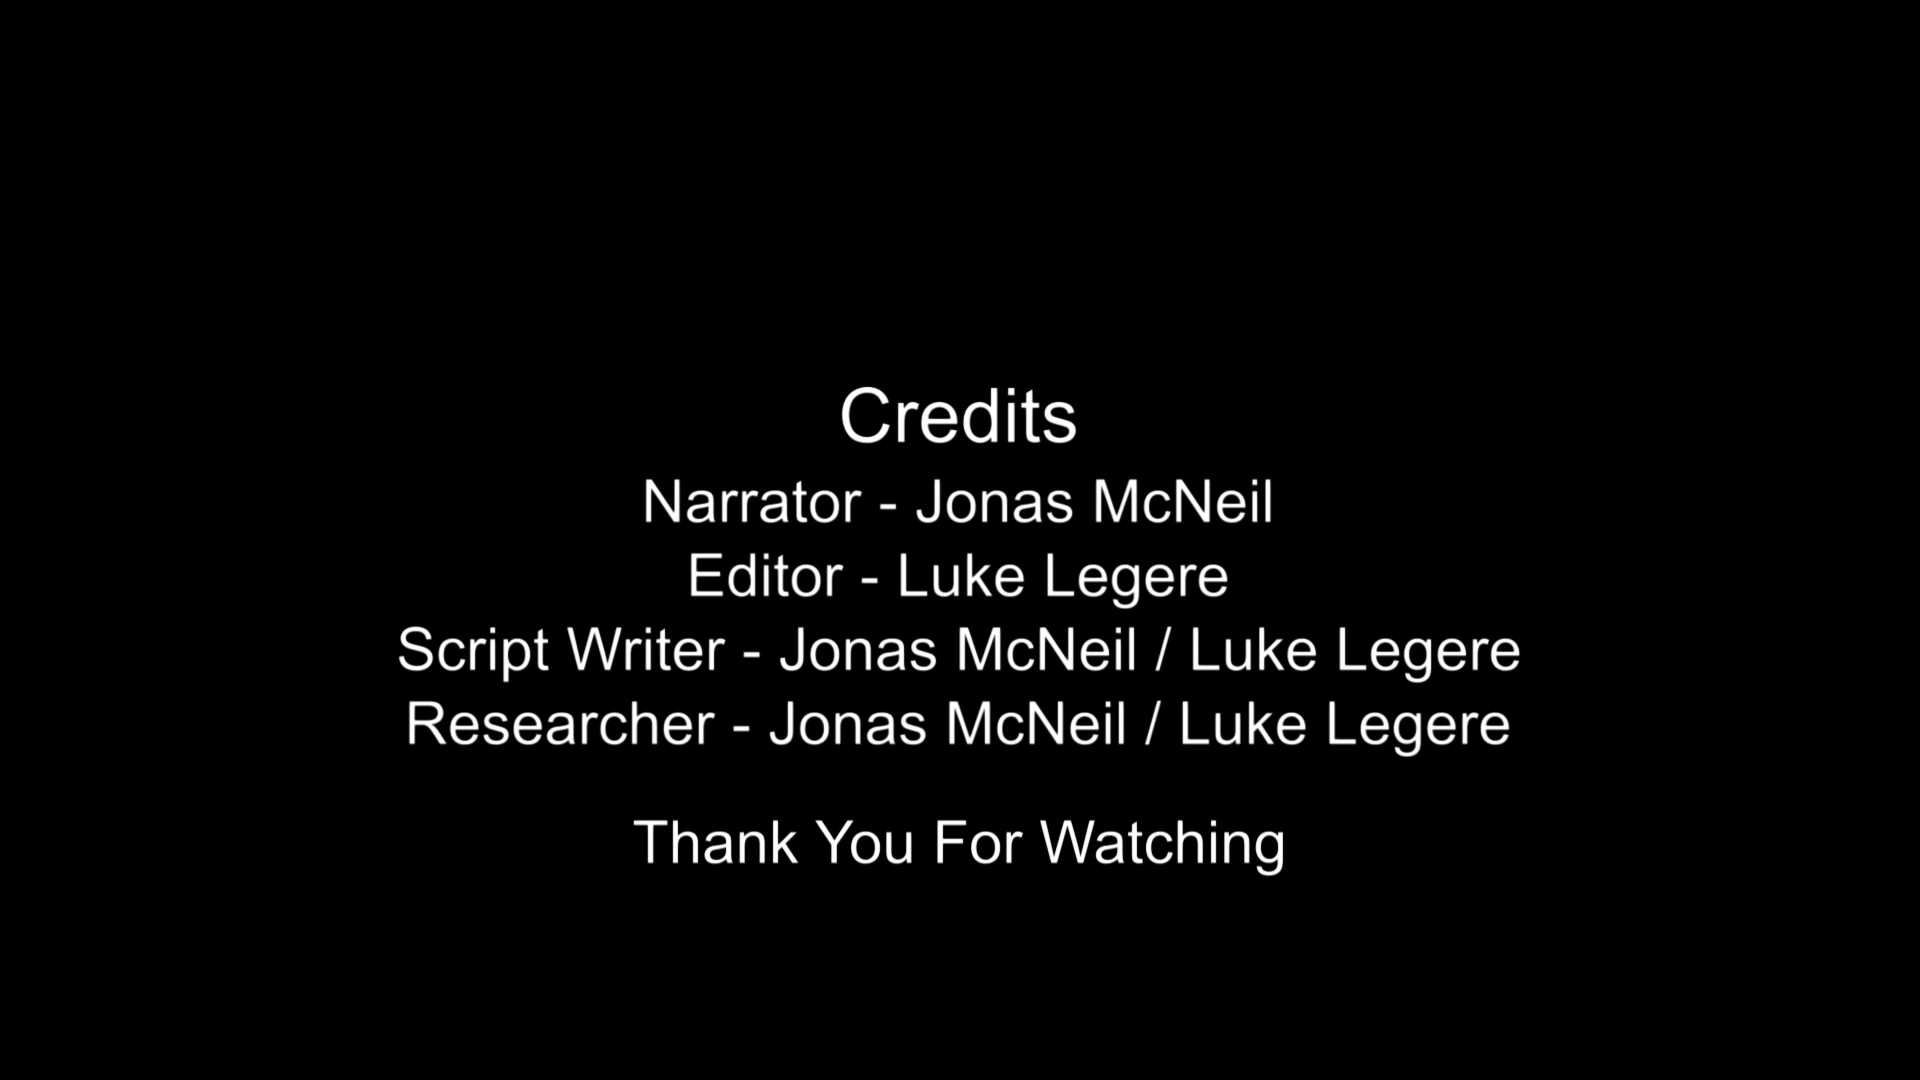 Credits
Narrator - Jonas McNeil
Editor - Luke Legere
Script Writer - Jonas McNeil / Luke Legere
Researcher - Jonas McNeil / Luke Legere
Thank You For Watching